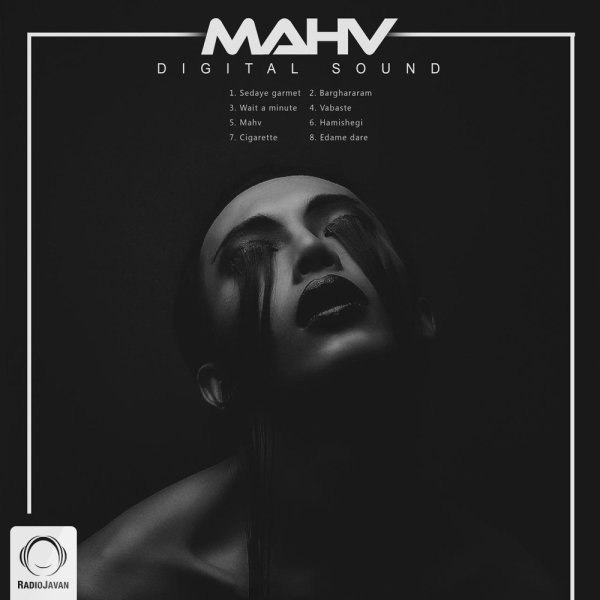 MAHV
DIGITAL SOUND
1. Sedaye garmet 2. Barghararam
3. Wait a minute 4. Vabaste
5. Mahv 6. Hamishegi
7. Cigarette 8. Edame dare
RADIOJAVAN